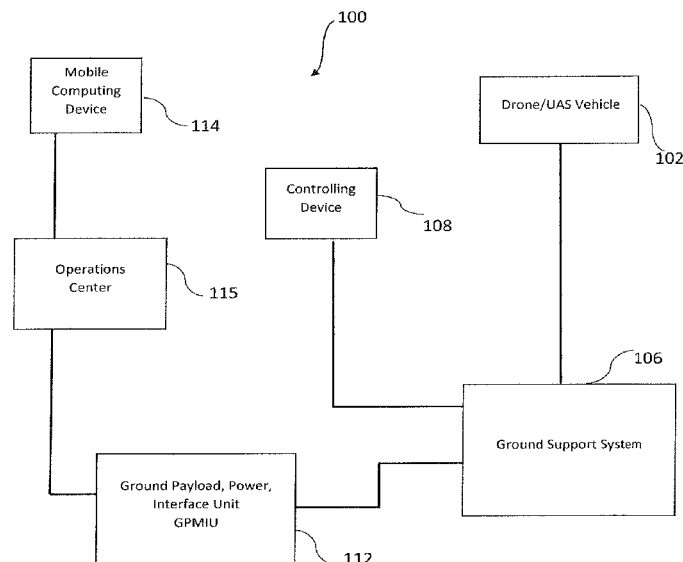 100
Mobile
Computing
Device
114
Drone/UAS Vehicle
102
Controlling
Device
108
Operations
Center
115
106
Ground Support System
Ground Payload, Power,
Interface Unit
GPMIU
112